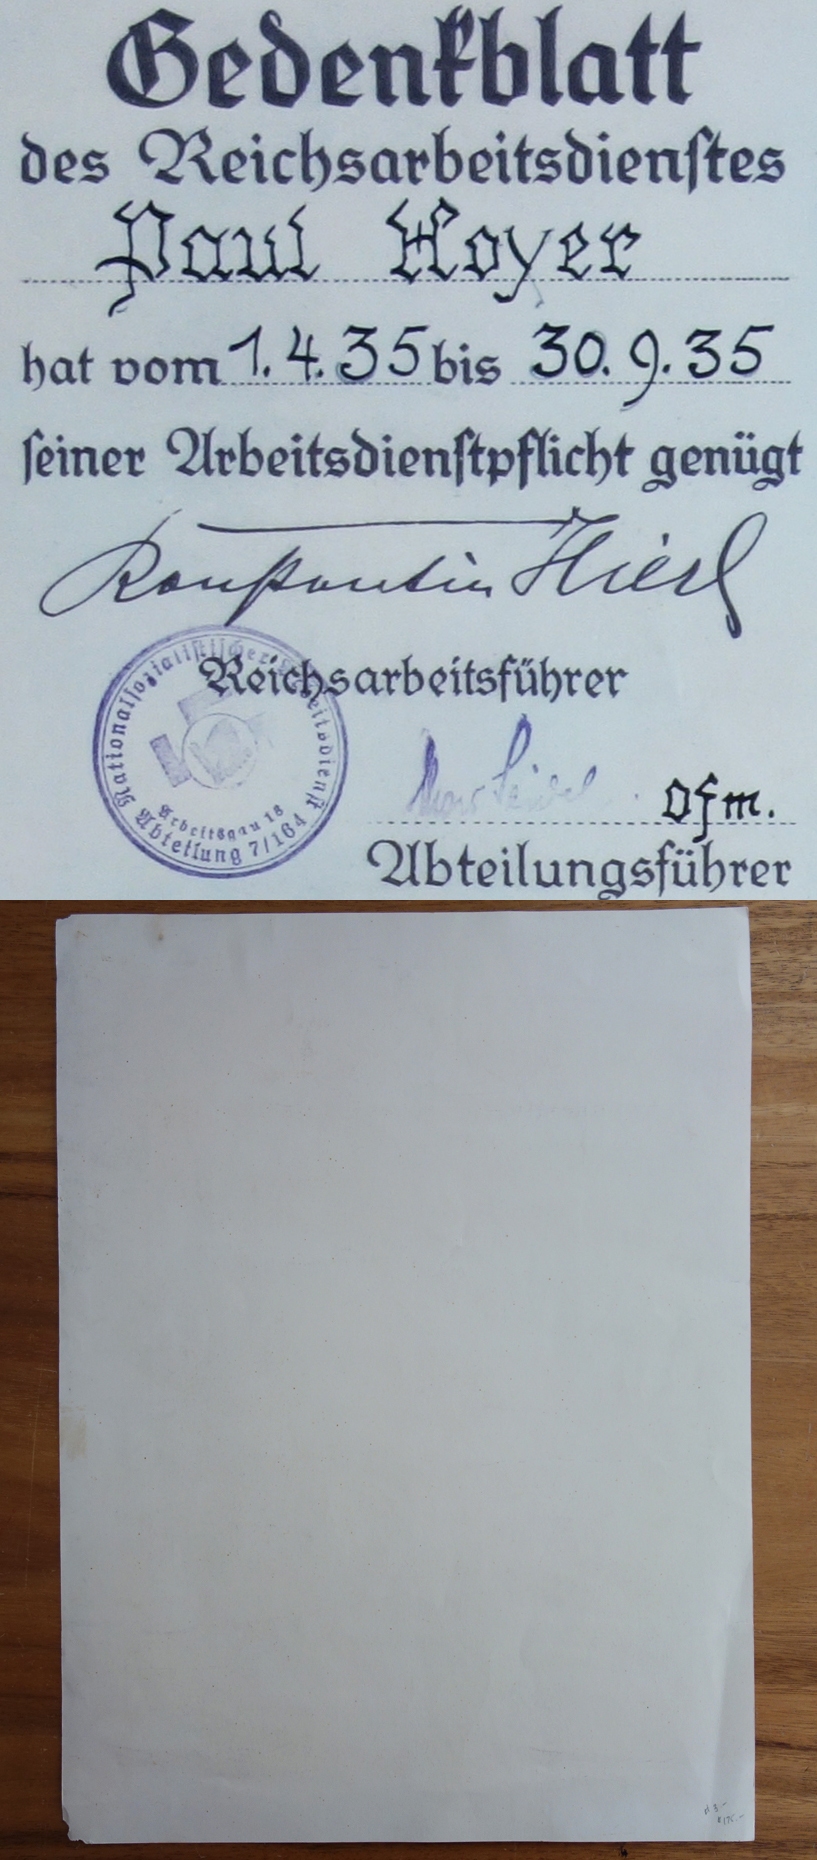 Gedenkblatt
des Reichsarbeitsdienſtes
Paul Hoyer
hat vom 1.4.35 bis 30.9.35
ſeiner Arbeitsdienſtpflicht genügt
Konſtantin Hierl
Reichsarbeitsführer
Nationalſozialiſtiſcher Arbeitsdienſt
Arbeitsgau 18
Abteilung 7/164
Ofm.
Abteilungsführer